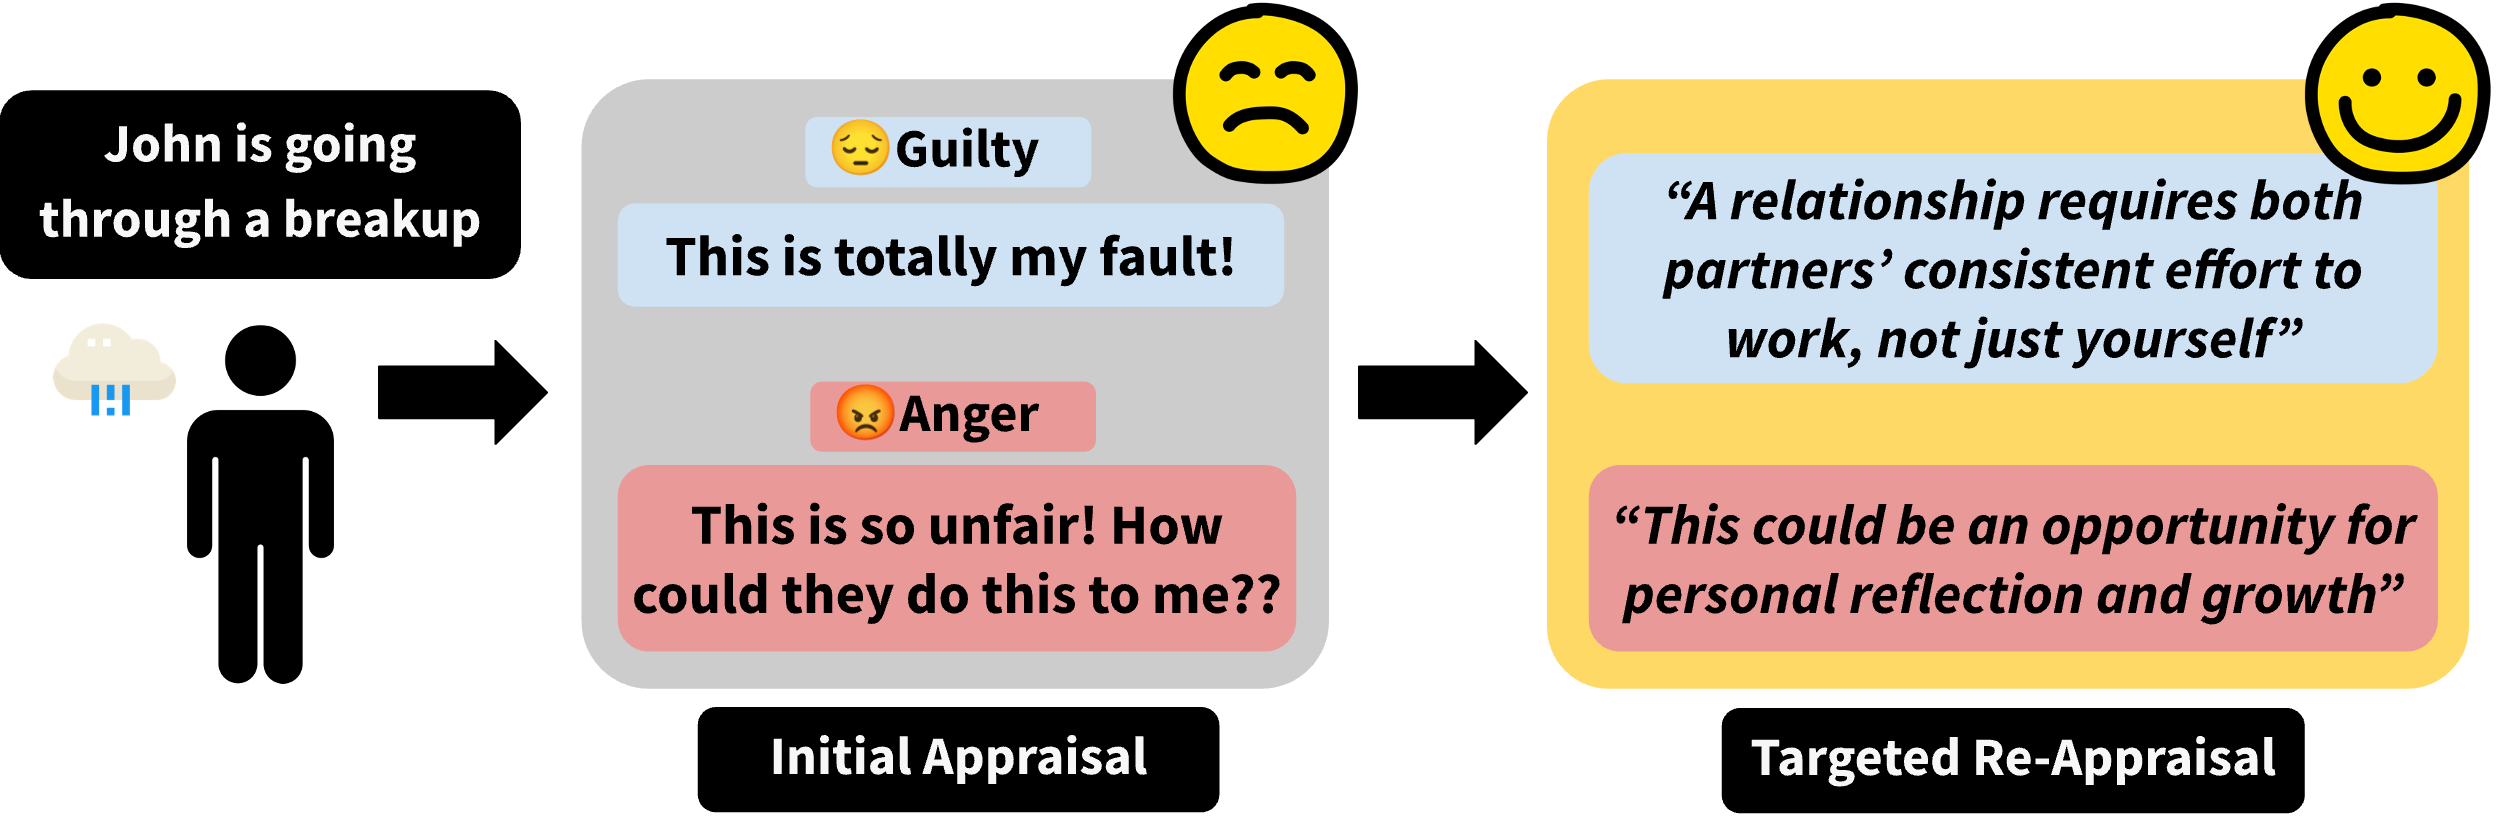 John is going
through a breakup
Guilty
This is totally my fault!
Anger
This is so unfair! How
could they do this to me??
Initial Appraisal
“A relationship requires both
partners’ consistent effort to
work, not just yourself”
“This could be an opportunity for
personal reflection and growth”
Targeted Re-Appraisal